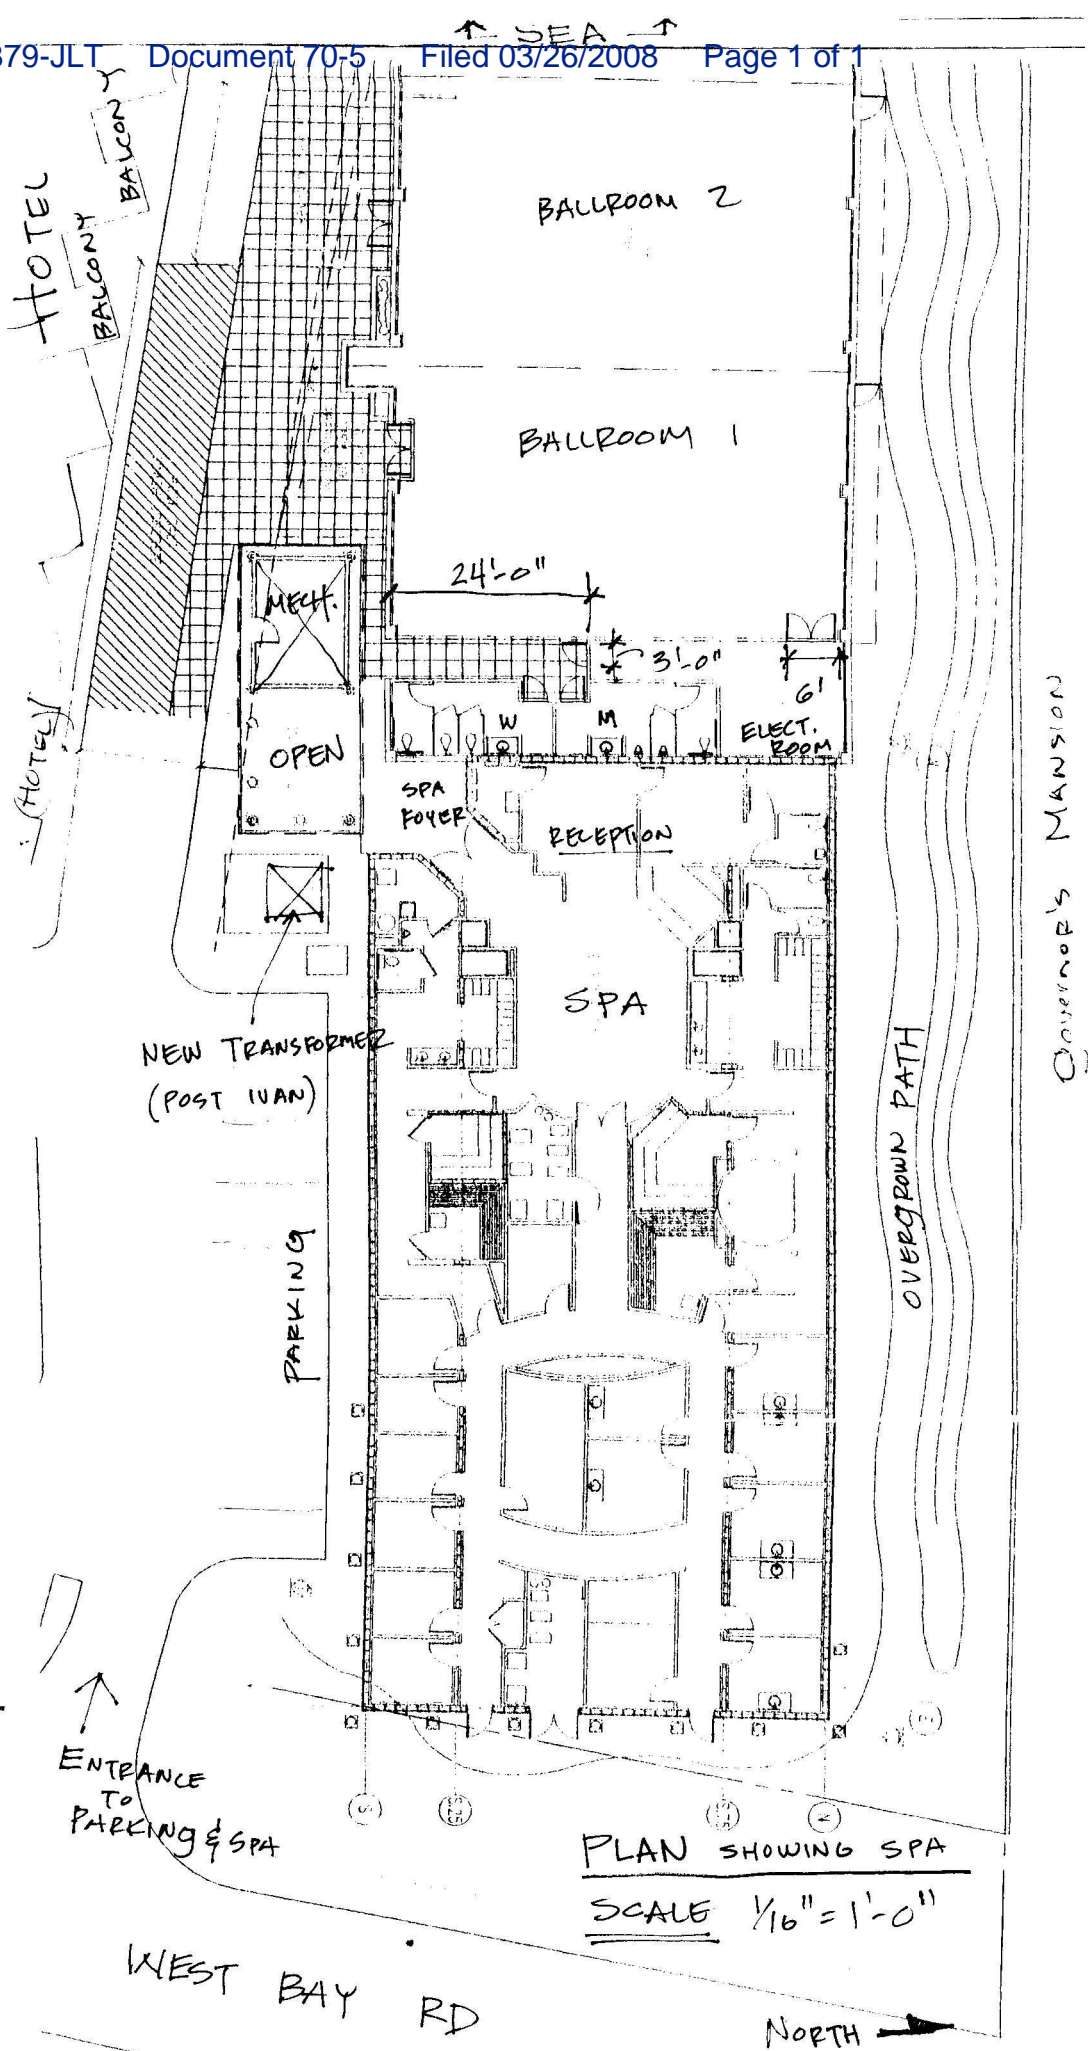 ↑ SEA ↑
379-JLT Document 70-5 Filed 03/26/2008 Page 1 of 1
HOTEL
BALCONY
BALCONY
BALLROOM 2
BALLROOM 1
24'-0"
MECH.
3'-0"
6'
W
M
ELECT.
ROOM
OPEN
SPA
FOYER
RECEPTION
(HOTEL)
GOVERNOR'S MANSION
SPA
NEW TRANSFORMER
(POST IVAN)
OVERGROWN PATH
PARKING
ENTRANCE
TO
PARKING & SPA
S
N
PLAN SHOWING SPA
SCALE 1/16" = 1'-0"
WEST BAY RD
NORTH